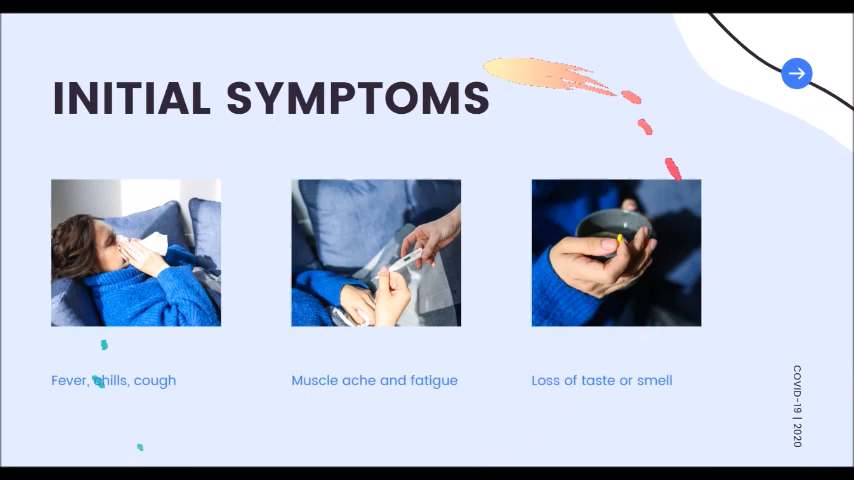 INITIAL SYMPTOMS
Fever, chills, cough
Muscle ache and fatigue
Loss of taste or smell
COVID-19 | 2020